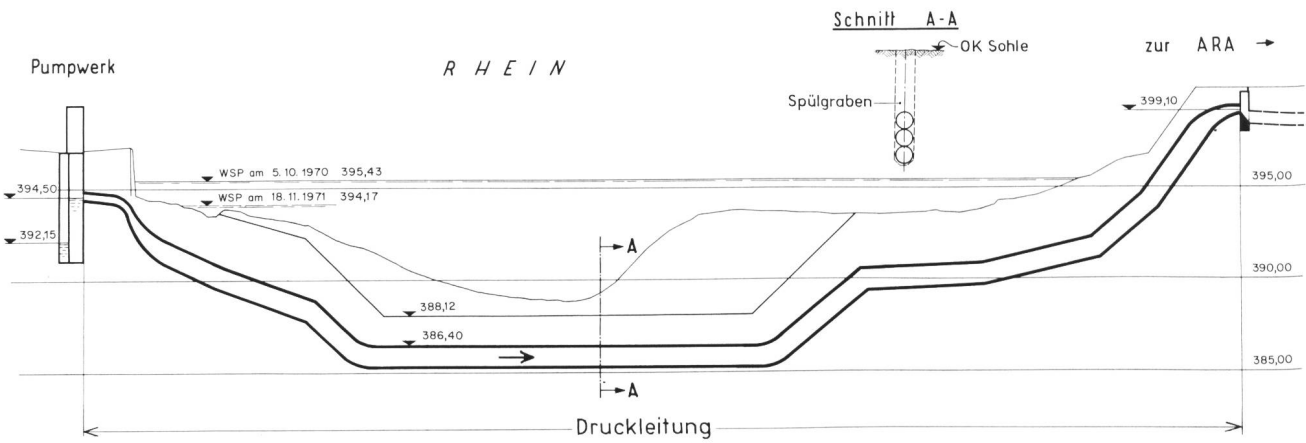 Schnitt A-A
OK Sohle
zur ARA →
Pumpwerk
RHEIN
Spülgraben
399,10
WSP am 5.10.1970 395,43
395,00
394,50
WSP am 18.11.1971 394,17
392,15
A
390,00
388,12
386,40
385,00
A
Druckleitung